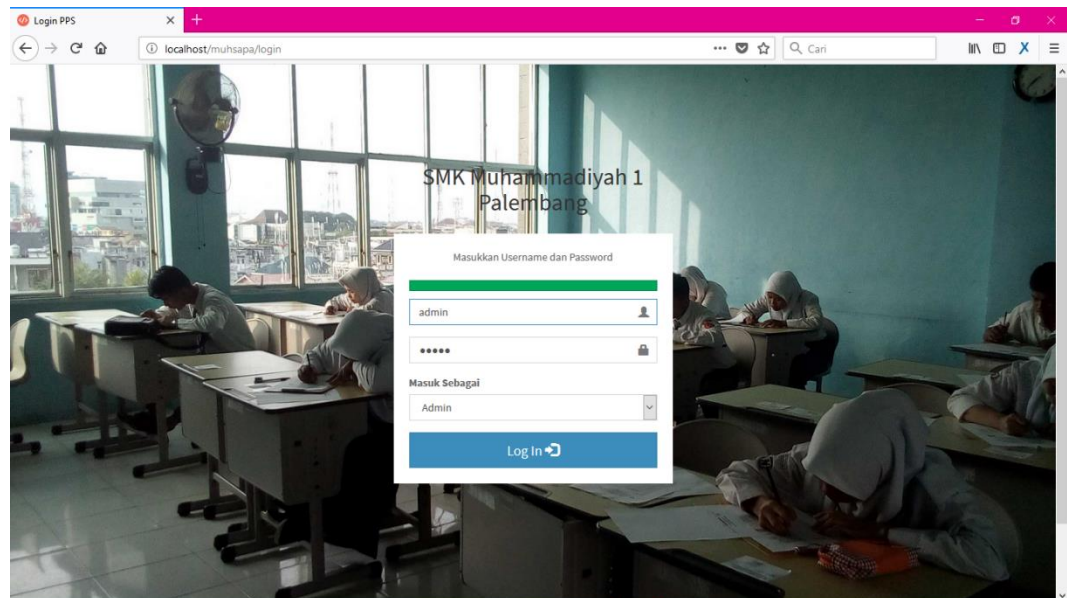 Login PPS
localhost/muhsapa/login
Cari
SMK Muhammadiyah 1
Palembang
Masukkan Username dan Password
admin
•••••
Masuk Sebagai
Admin
Log In